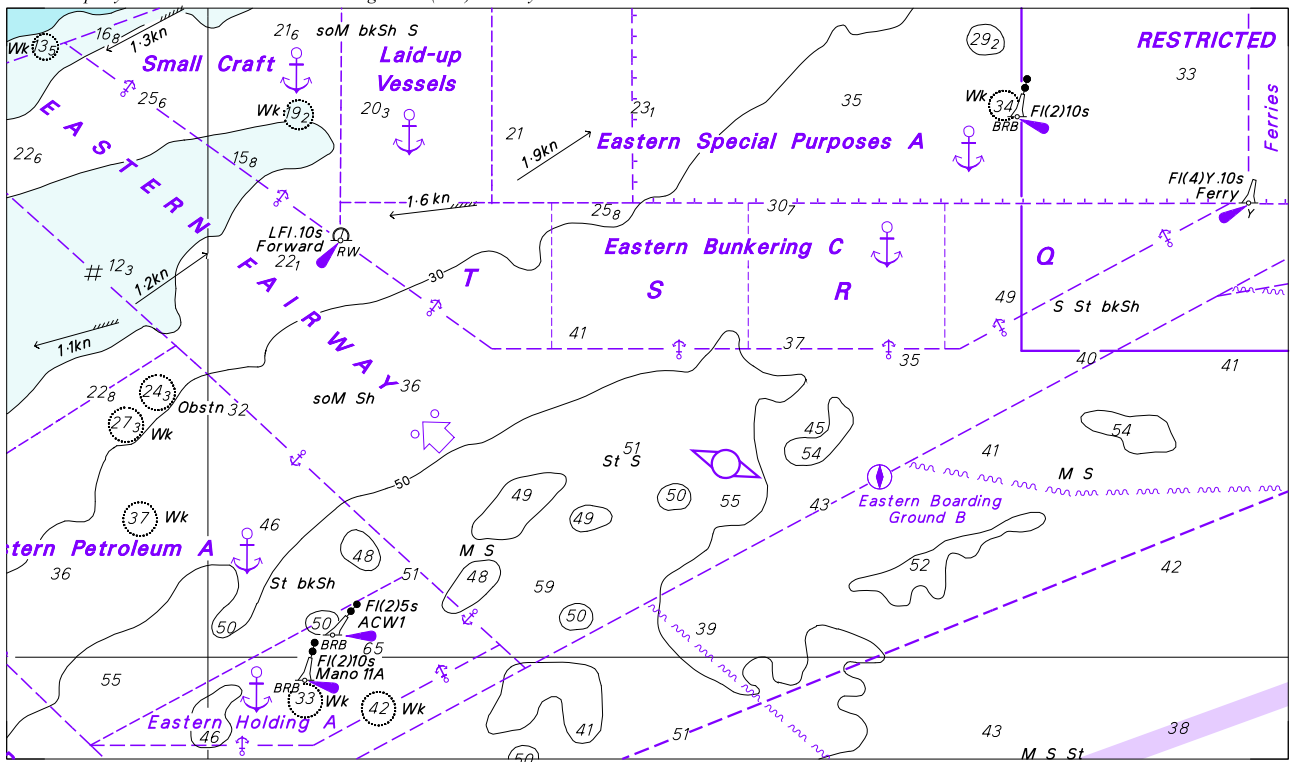 Wk
13₅
16₈
1·3kn
21₆
soM bkSh S
29₂
RESTRICTED
Small Craft
Laid-up
Vessels
33
25₆
Wk
19₂
20₃
23₁
35
Wk
34
Fl(2)10s
BRB
Ferries
EASTERN FAIRWAY
22₆
15₈
21
1·9kn
Eastern Special Purposes A
Fl(4)Y.10s
Ferry
Y
1·6kn
25₈
30₇
LFl.10s
Forward
RW
22₁
Eastern Bunkering C
12₃
1·2kn
30
T
S
R
Q
49
S St bkSh
1·1kn
41
37
35
40
41
22₈
24₃
Obstn
32
soM Sh
36
27₃
Wk
45
54
54
51
St S
41
M S
50
49
50
55
43
Eastern Boarding
Ground B
37
Wk
46
49
stern Petroleum A
36
48
M S
St bkSh
51
48
59
52
42
50
50
Fl(2)5s
ACW1
BRB
65
50
39
Fl(2)10s
Mano 11A
BRB
55
33
Wk
42
Wk
Eastern Holding A
46
41
51
43
38
50
M S St